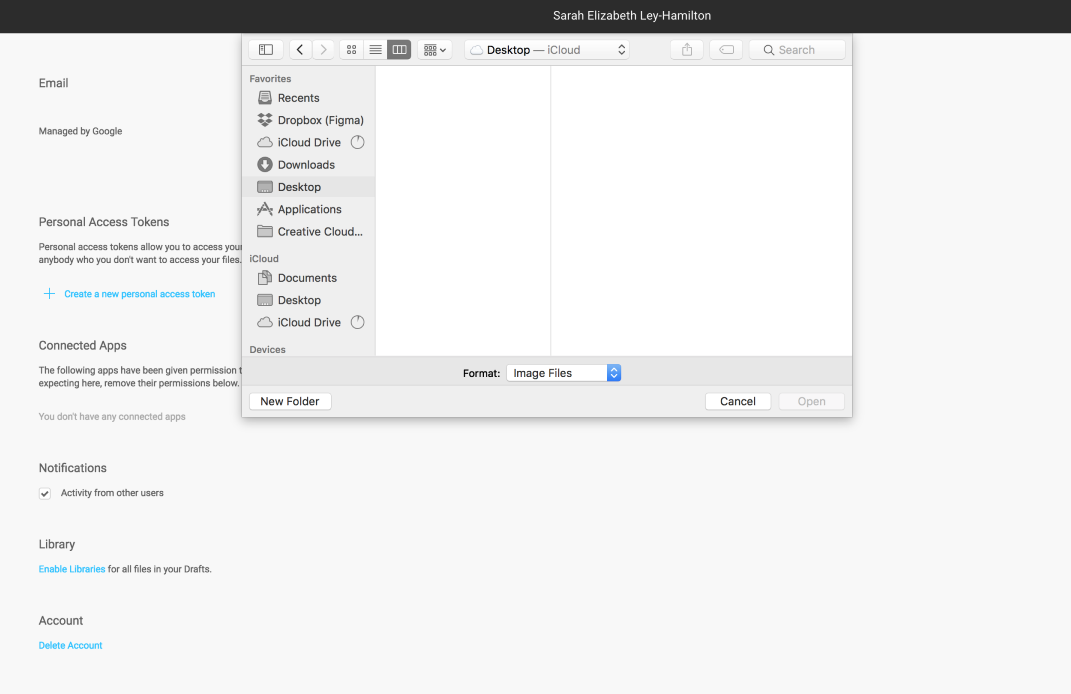 Sarah Elizabeth Ley-Hamilton
Desktop — iCloud
Search
Favorites
Recents
Dropbox (Figma)
iCloud Drive
Downloads
Desktop
Applications
Creative Cloud...
iCloud
Documents
Desktop
iCloud Drive
Devices
Format: Image Files
New Folder
Cancel
Open
Email
Managed by Google
Personal Access Tokens
Personal access tokens allow you to access your
anybody who you don't want to access your files.
Create a new personal access token
Connected Apps
The following apps have been given permission t
expecting here, remove their permissions below.
You don't have any connected apps
Notifications
Activity from other users
Library
Enable Libraries for all files in your Drafts.
Account
Delete Account